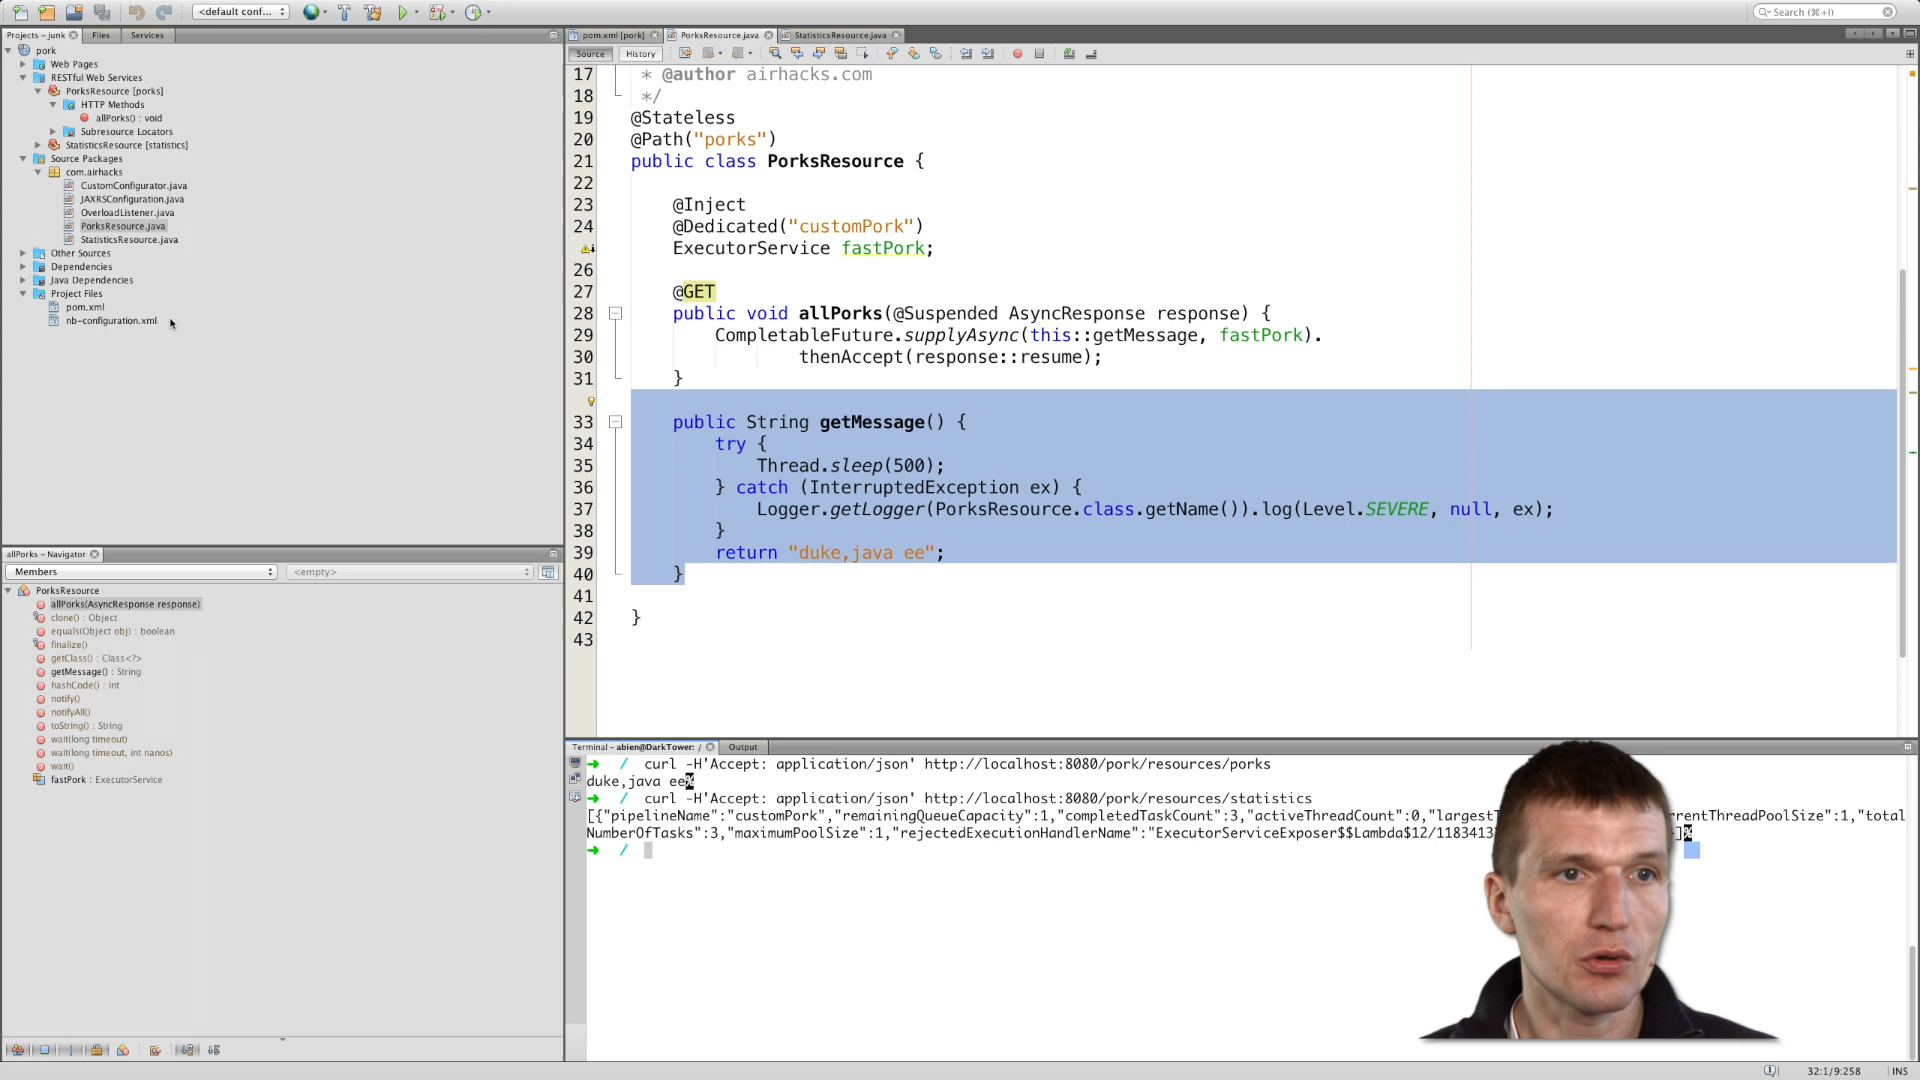 <default conf...
Search (⌘+I)
Projects – junk
Files
Services
pork
Web Pages
RESTful Web Services
PorksResource [porks]
HTTP Methods
allPorks() : void
Subresource Locators
StatisticsResource [statistics]
Source Packages
com.airhacks
CustomConfigurator.java
JAXRSConfiguration.java
OverloadListener.java
PorksResource.java
StatisticsResource.java
Other Sources
Dependencies
Java Dependencies
Project Files
pom.xml
nb-configuration.xml
allPorks – Navigator
Members
<empty>
PorksResource
allPorks(AsyncResponse response)
clone() : Object
equals(Object obj) : boolean
finalize()
getClass() : Class<?>
getMessage() : String
hashCode() : int
notify()
notifyAll()
toString() : String
wait(long timeout)
wait(long timeout, int nanos)
wait()
fastPork : ExecutorService
pom.xml [pork]
PorksResource.java
StatisticsResource.java
Source
History
17 * @author airhacks.com
18 */
19 @Stateless
20 @Path("porks")
21 public class PorksResource {
22
23 @Inject
24 @Dedicated("customPork")
ExecutorService fastPork;
26
27 @GET
28 public void allPorks(@Suspended AsyncResponse response) {
29 CompletableFuture.supplyAsync(this::getMessage, fastPork).
30 thenAccept(response::resume);
31 }
33 public String getMessage() {
34 try {
35 Thread.sleep(500);
36 } catch (InterruptedException ex) {
37 Logger.getLogger(PorksResource.class.getName()).log(Level.SEVERE, null, ex);
38 }
39 return "duke,java ee";
40 }
41
42 }
43
Terminal – abien@DarkTower: /
Output
➜ / curl -H'Accept: application/json' http://localhost:8080/pork/resources/porks
duke,java ee%
➜ / curl -H'Accept: application/json' http://localhost:8080/pork/resources/statistics
[{"pipelineName":"customPork","remainingQueueCapacity":1,"completedTaskCount":3,"activeThreadCount":0,"largestT rrentThreadPoolSize":1,"total
NumberOfTasks":3,"maximumPoolSize":1,"rejectedExecutionHandlerName":"ExecutorServiceExposer$$Lambda$12/1183413 ]%
➜ /
32:1/9:258
INS